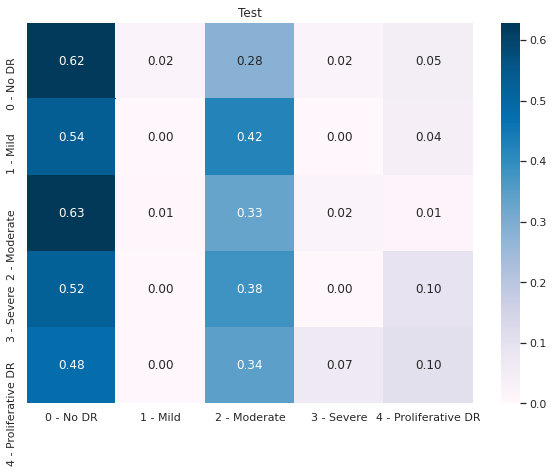 Test
0 - No DR
0.62 0.02 0.28 0.02 0.05
1 - Mild
0.54 0.00 0.42 0.00 0.04
2 - Moderate
0.63 0.01 0.33 0.02 0.01
3 - Severe
0.52 0.00 0.38 0.00 0.10
4 - Proliferative DR
0.48 0.00 0.34 0.07 0.10
0 - No DR 1 - Mild 2 - Moderate 3 - Severe 4 - Proliferative DR
0.6
0.5
0.4
0.3
0.2
0.1
0.0